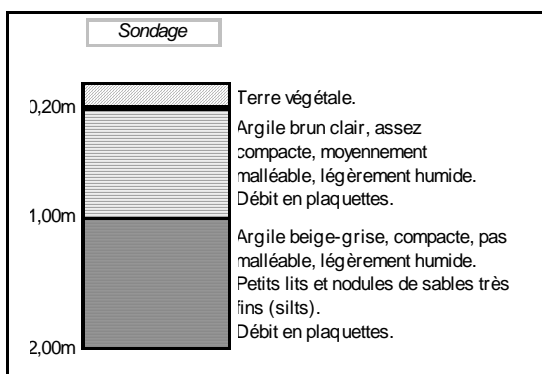 Sondage
Terre végétale.
0,20m
Argile brun clair, assez
compacte, moyennement
malléable, légèrement humide.
Débit en plaquettes.
1,00m
Argile beige-grise, compacte, pas
malléable, légèrement humide.
Petits lits et nodules de sables très
fins (silts).
Débit en plaquettes.
2,00m